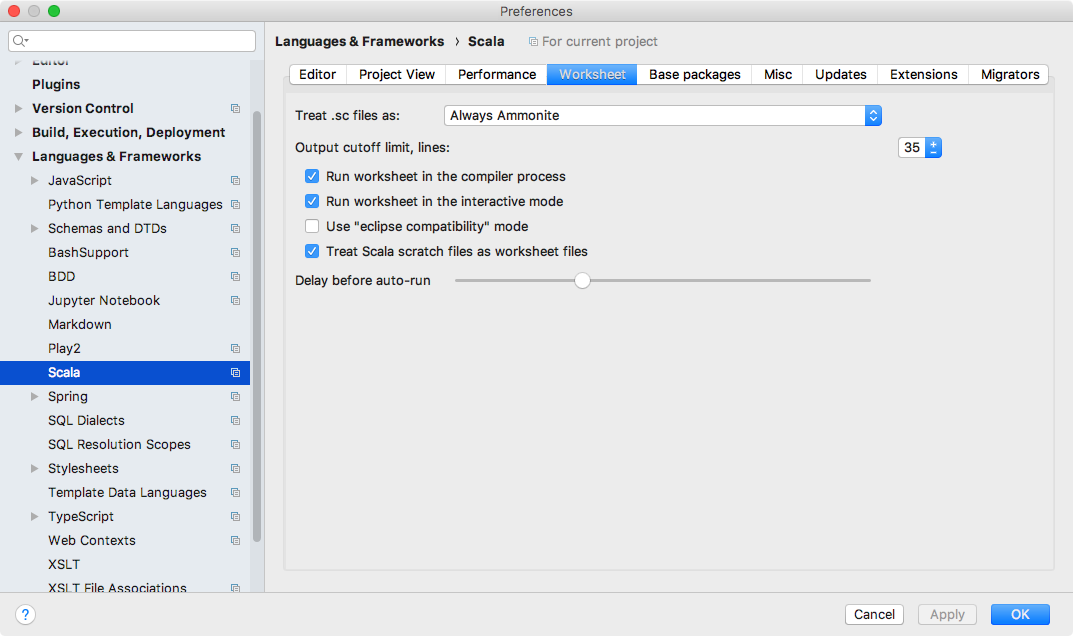 Preferences
Editor
Plugins
Version Control
Build, Execution, Deployment
Languages & Frameworks
JavaScript
Python Template Languages
Schemas and DTDs
BashSupport
BDD
Jupyter Notebook
Markdown
Play2
Scala
Spring
SQL Dialects
SQL Resolution Scopes
Stylesheets
Template Data Languages
TypeScript
Web Contexts
XSLT
XSLT File Associations
?
Languages & Frameworks › Scala For current project
Editor Project View Performance Worksheet Base packages Misc Updates Extensions Migrators
Treat .sc files as: Always Ammonite
Output cutoff limit, lines: 35
Run worksheet in the compiler process
Run worksheet in the interactive mode
Use "eclipse compatibility" mode
Treat Scala scratch files as worksheet files
Delay before auto-run
Cancel Apply OK